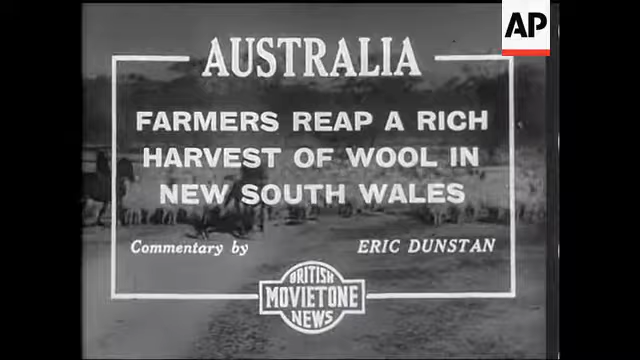 AP
AUSTRALIA
FARMERS REAP A RICH
HARVEST OF WOOL IN
NEW SOUTH WALES
Commentary by ERIC DUNSTAN
BRITISH
MOVIETONE
NEWS